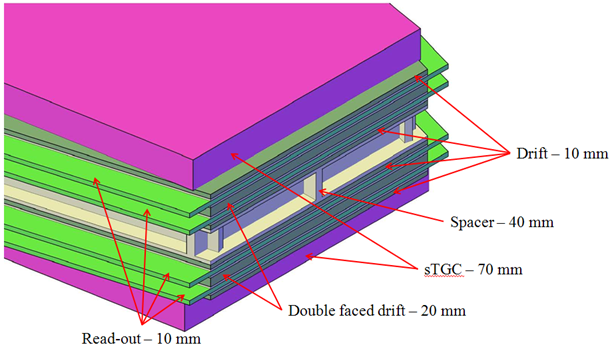 Drift – 10 mm
Spacer – 40 mm
sTGC – 70 mm
Double faced drift – 20 mm
Read-out – 10 mm